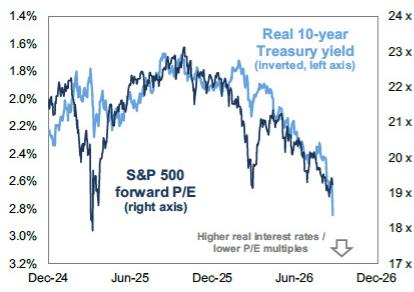 1.4%
1.6%
1.8%
2.0%
2.2%
2.4%
2.6%
2.8%
3.0%
3.2%
24 x
23 x
22 x
21 x
20 x
19 x
18 x
17 x
Real 10-year
Treasury yield
(inverted, left axis)
S&P 500
forward P/E
(right axis)
Higher real interest rates /
lower P/E multiples
Dec-24
Jun-25
Dec-25
Jun-26
Dec-26